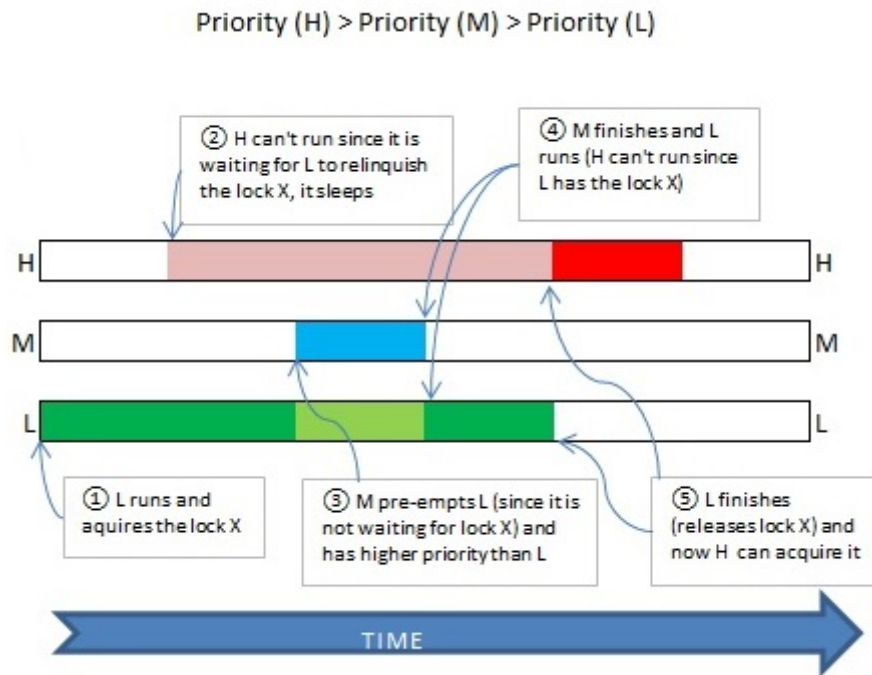 Priority (H) > Priority (M) > Priority (L)
② H can't run since it is
waiting for L to relinquish
the lock X, it sleeps
④ M finishes and L
runs (H can't run since
L has the lock X)
H
H
M
M
L
L
① L runs and
aquires the lock X
③ M pre-empts L (since it is
not waiting for lock X) and
has higher priority than L
⑤ L finishes
(releases lock X) and
now H can acquire it
TIME